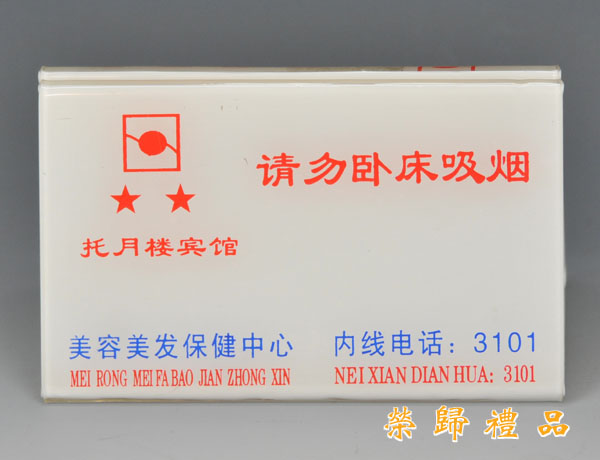 请勿卧床吸烟
托月楼宾馆
美容美发保健中心
MEI RONG MEI FA BAO JIAN ZHONG XIN
内线电话：3101
NEI XIAN DIAN HUA: 3101
榮歸禮品